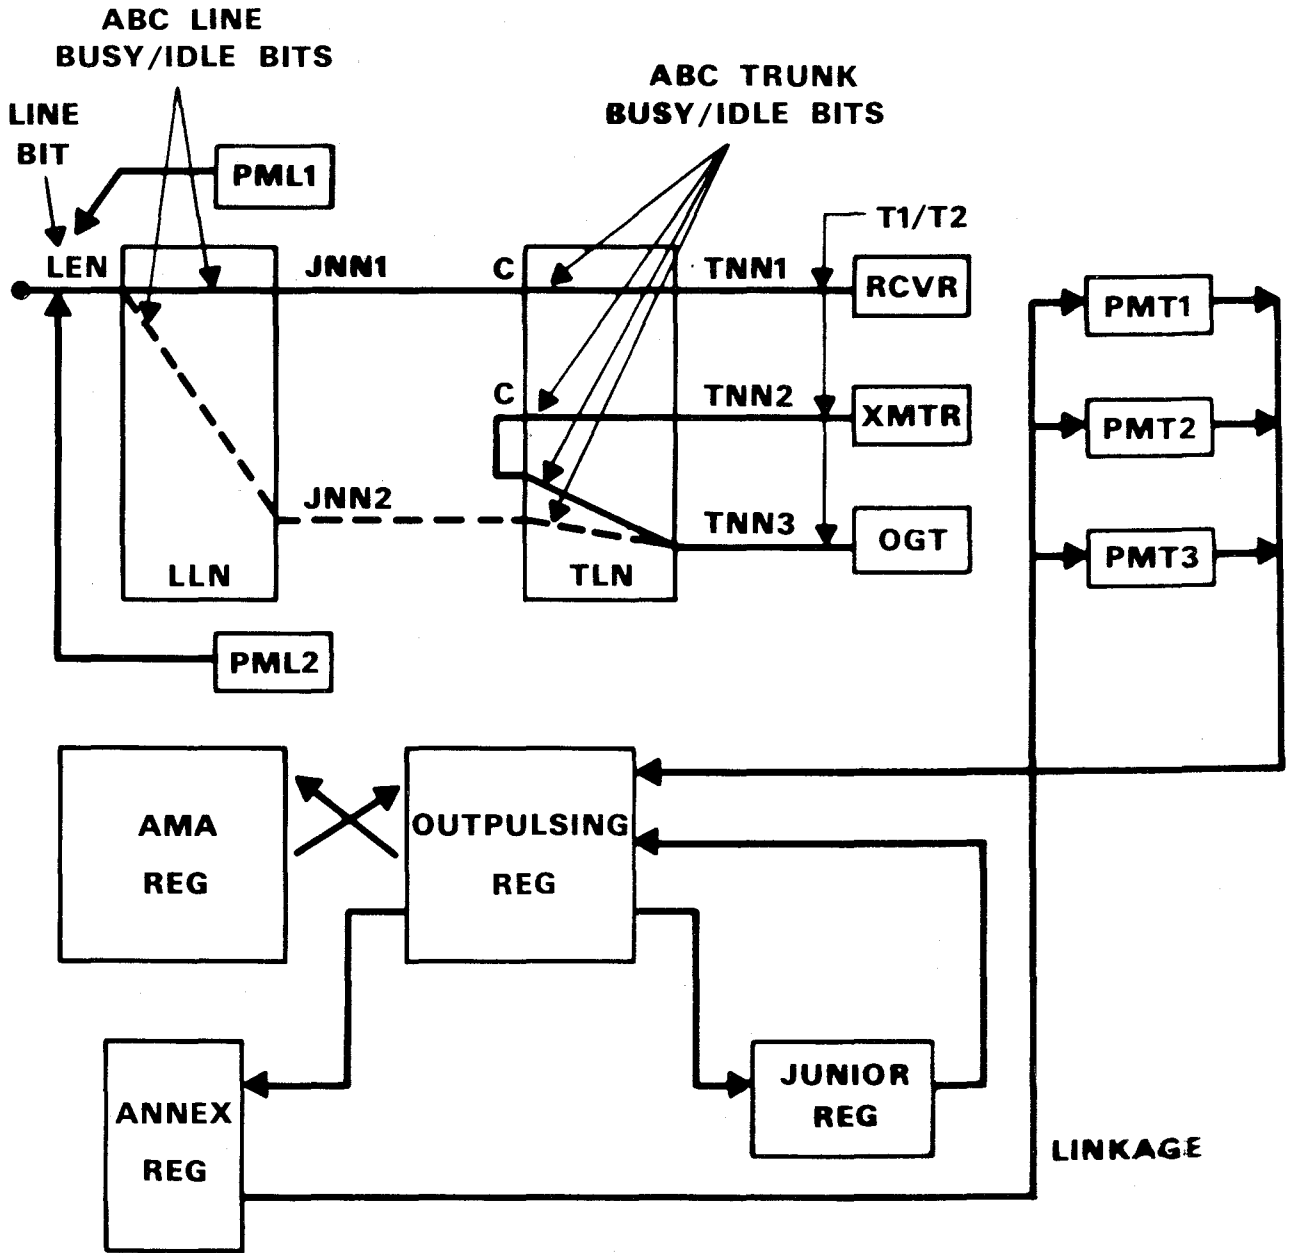 ABC LINE
BUSY/IDLE BITS
ABC TRUNK
BUSY/IDLE BITS
LINE
BIT
PML1
T1/T2
LEN
JNN1
C
TNN1
RCVR
PMT1
C
TNN2
XMTR
PMT2
JNN2
TNN3
OGT
PMT3
LLN
TLN
PML2
AMA
REG
OUTPULSING
REG
JUNIOR
REG
ANNEX
REG
LINKAGE